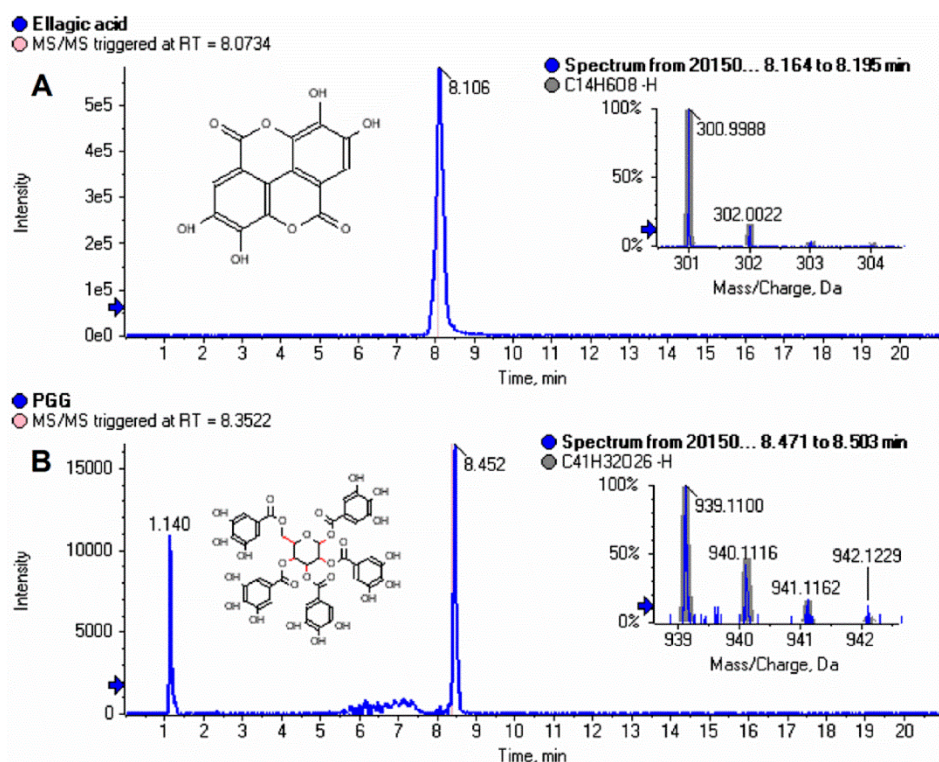 Ellagic acid
MS/MS triggered at RT = 8.0734
A
8.106
Spectrum from 20150... 8.164 to 8.195 min
C14H6O8 -H
100%
50%
0%
300.9988
302.0022
301 302 303 304
Mass/Charge, Da
OH
O
O
OH
OH
OH
O
O
Intensity
5e5
4e5
3e5
2e5
1e5
0e0
1 2 3 4 5 6 7 8 9 10 11 12 13 14 15 16 17 18 19 20
Time, min
PGG
MS/MS triggered at RT = 8.3522
B
8.452
1.140
Spectrum from 20150... 8.471 to 8.503 min
C41H32O26 -H
100%
50%
0%
939.1100
940.1116
941.1162
942.1229
939 940 941 942
Mass/Charge, Da
Intensity
15000
10000
5000
0
1 2 3 4 5 6 7 8 9 10 11 12 13 14 15 16 17 18 19 20
Time, min